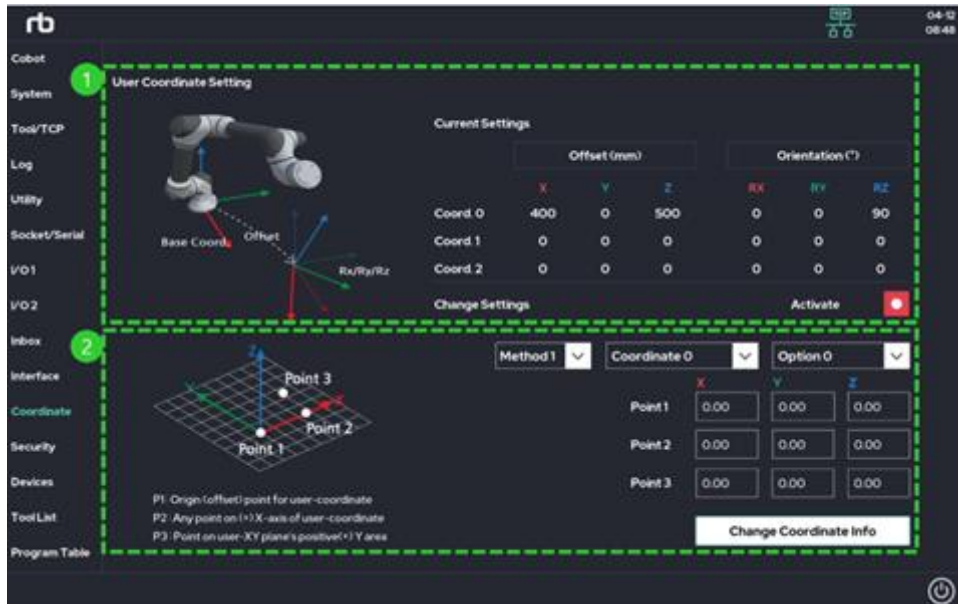 rb
04-12
08:48
Cobot
System
Tool/TCP
Log
Utility
Socket/Serial
I/O 1
I/O 2
Inbox
Interface
Coordinate
Security
Devices
Tool List
Program Table
1
User Coordinate Setting
Base Coord.
Offset
Rx/Ry/Rz
Current Settings
Offset (mm) Orientation (°)
X Y Z RX RY RZ
Coord. 0 400 0 500 0 0 90
Coord. 1 0 0 0 0 0 0
Coord. 2 0 0 0 0 0 0
Change Settings Activate
2
Z
Y
X
Point 3
Point 2
Point 1
P1 : Origin (offset) point for user-coordinate
P2 : Any point on (+) X-axis of user-coordinate
P3 : Point on user-XY plane's positive(+) Y area
Method 1 Coordinate 0 Option 0
X Y Z
Point 1 0.00 0.00 0.00
Point 2 0.00 0.00 0.00
Point 3 0.00 0.00 0.00
Change Coordinate Info